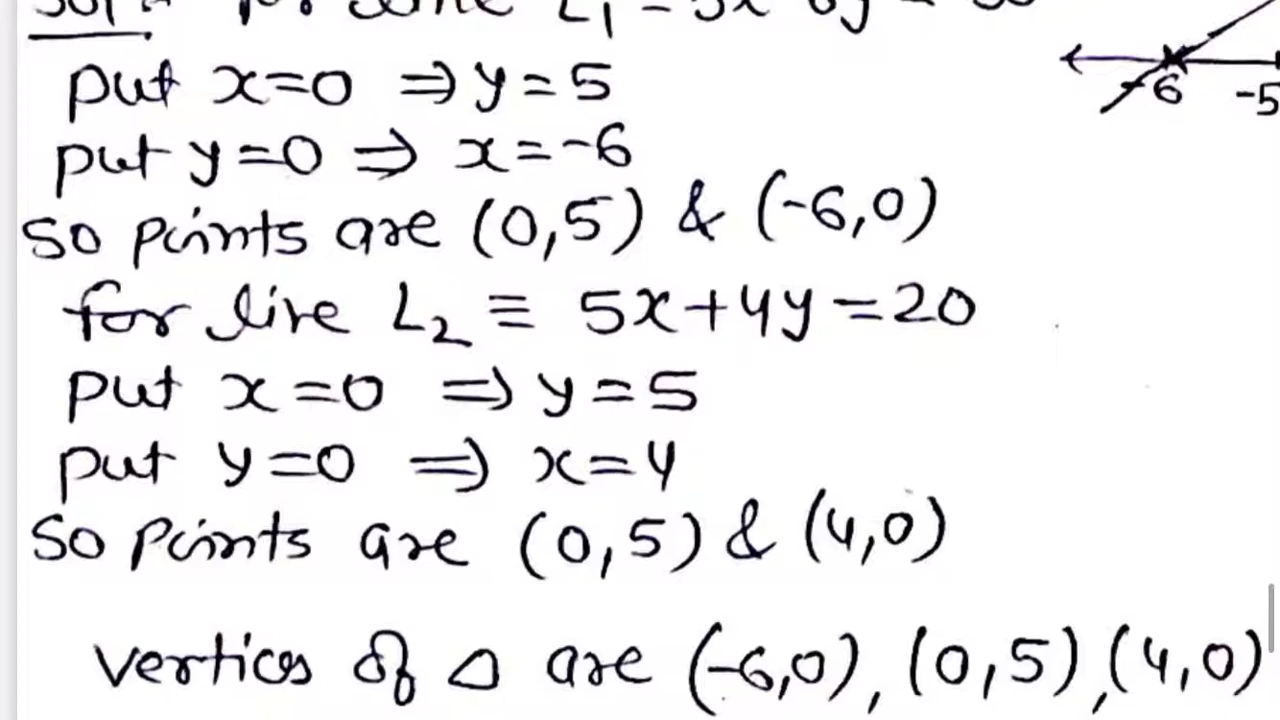 put x=0 ⇒ y=5
put y=0 ⇒ x=-6
-6 -5
So points are (0,5) & (-6,0)
for line L₂ ≡ 5x+4y=20
put x=0 ⇒ y=5
put y=0 ⇒ x=4
So points are (0,5) & (4,0)
vertices of Δ are (-6,0), (0,5), (4,0)